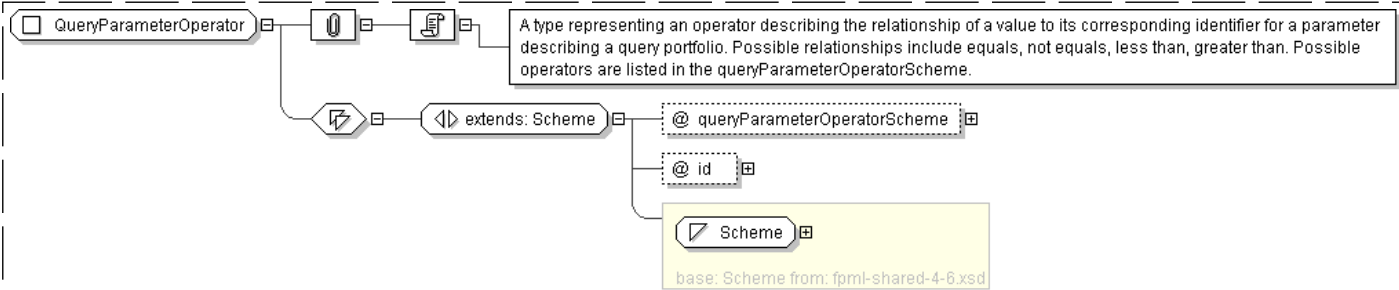 QueryParameterOperator
A type representing an operator describing the relationship of a value to its corresponding identifier for a parameter
describing a query portfolio. Possible relationships include equals, not equals, less than, greater than. Possible
operators are listed in the queryParameterOperatorScheme.
extends: Scheme
@ queryParameterOperatorScheme
@ id
Scheme
base: Scheme from: fpml-shared-4-6.xsd